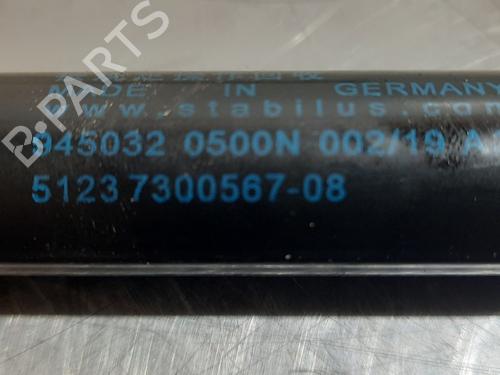 B-PARTS
MADE IN GERMANY
www.stabilus.com
945032 0500N 002/19 A
51237300567-08